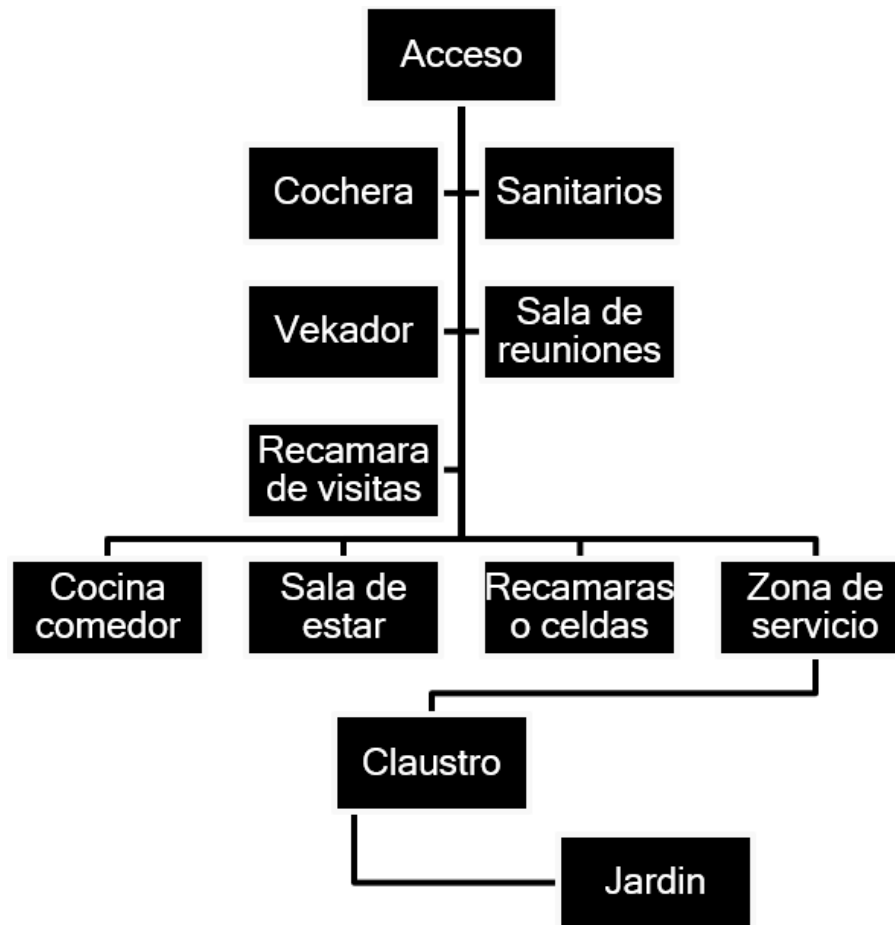 Acceso
Cochera
Sanitarios
Vekador
Sala de
reuniones
Recamara
de visitas
Cocina
comedor
Sala de
estar
Recamaras
o celdas
Zona de
servicio
Claustro
Jardin